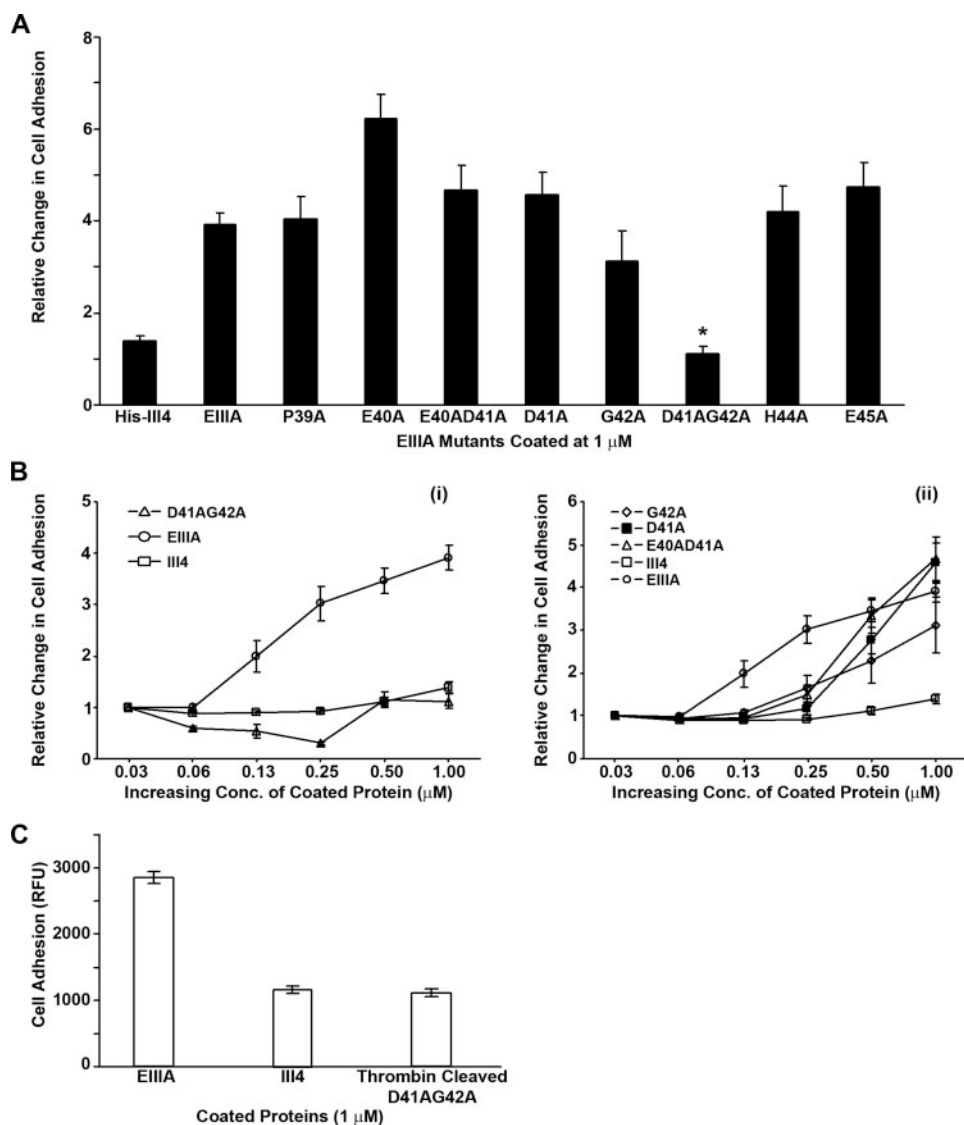 A
Relative Change in Cell Adhesion
8
6
4
2
0
His-III4 EIIIA P39A E40A E40AD41A D41A G42A D41AG42A H44A E45A
*
EIIIA Mutants Coated at 1 μM
B
(i)
Relative Change in Cell Adhesion
5
4
3
2
1
0
D41AG42A
EIIIA
III4
0.03 0.06 0.13 0.25 0.50 1.00
Increasing Conc. of Coated Protein (μM)
(ii)
Relative Change in Cell Adhesion
6
5
4
3
2
1
0
G42A
D41A
E40AD41A
III4
EIIIA
0.03 0.06 0.13 0.25 0.50 1.00
Increasing Conc. of Coated Protein (μM)
C
Cell Adhesion (RFU)
3000
2000
1000
0
EIIIA III4 Thrombin Cleaved
D41AG42A
Coated Proteins (1 μM)